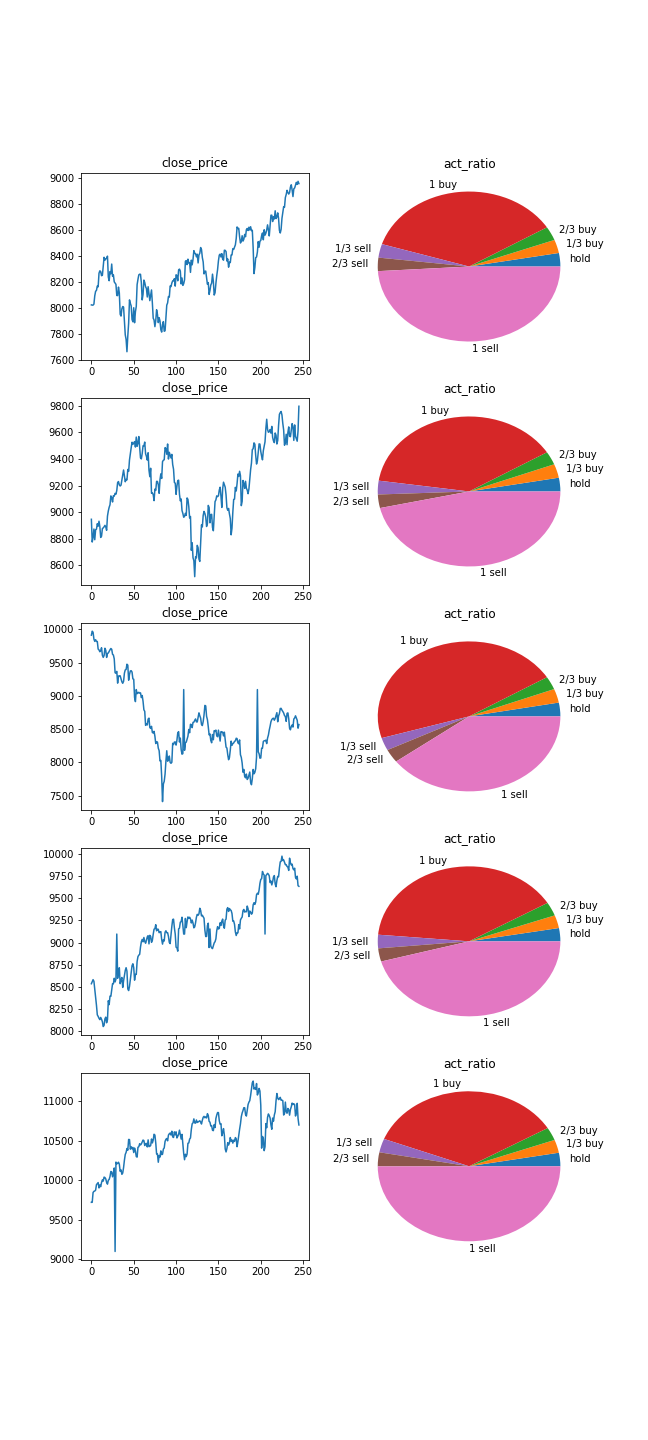 close_price
9000
8800
8600
8400
8200
8000
7800
7600
0 50 100 150 200 250
act_ratio
1 buy
2/3 buy
1/3 buy
hold
1/3 sell
2/3 sell
1 sell
close_price
9800
9600
9400
9200
9000
8800
8600
0 50 100 150 200 250
act_ratio
1 buy
2/3 buy
1/3 buy
hold
1/3 sell
2/3 sell
1 sell
close_price
10000
9500
9000
8500
8000
7500
0 50 100 150 200 250
act_ratio
1 buy
2/3 buy
1/3 buy
hold
1/3 sell
2/3 sell
1 sell
close_price
10000
9750
9500
9250
9000
8750
8500
8250
8000
0 50 100 150 200 250
act_ratio
1 buy
2/3 buy
1/3 buy
hold
1/3 sell
2/3 sell
1 sell
close_price
11000
10500
10000
9500
9000
0 50 100 150 200 250
act_ratio
1 buy
2/3 buy
1/3 buy
hold
1/3 sell
2/3 sell
1 sell